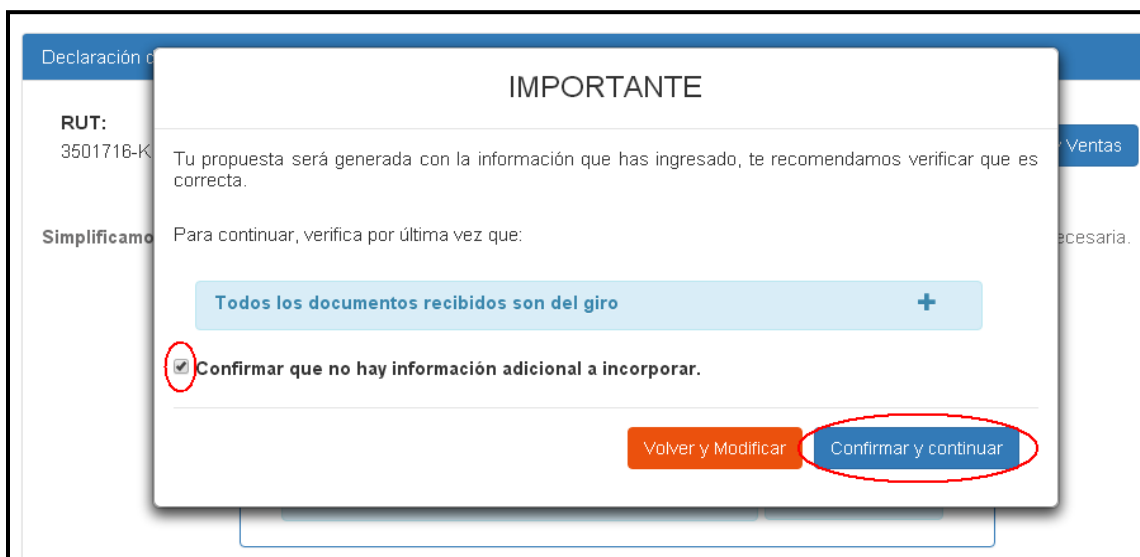 Declaración d
IMPORTANTE
RUT:
3501716-K
Ventas
Tu propuesta será generada con la información que has ingresado, te recomendamos verificar que es
correcta.
Simplificamo
Para continuar, verifica por última vez que:
ecesaria.
Todos los documentos recibidos son del giro
Confirmar que no hay información adicional a incorporar.
Volver y Modificar
Confirmar y continuar